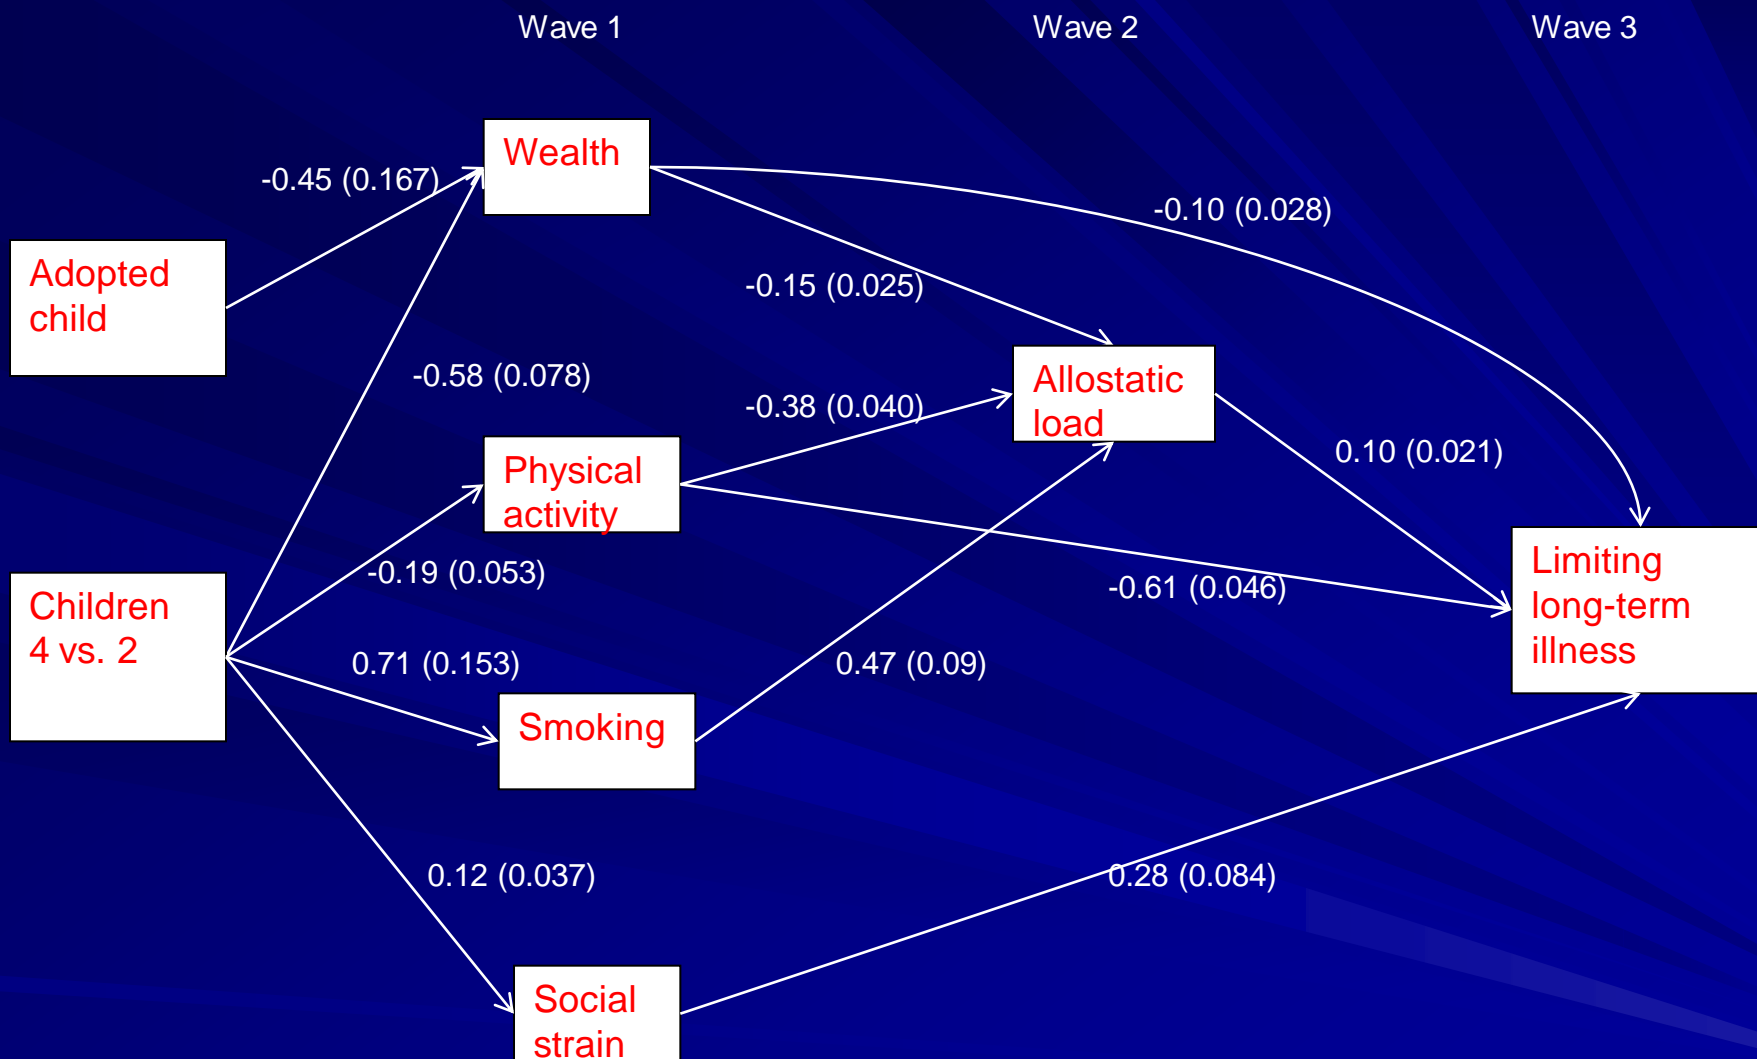 Wave 1
Wave 2
Wave 3
Wealth
-0.45 (0.167)
-0.10 (0.028)
Adopted
child
-0.15 (0.025)
-0.58 (0.078)
-0.38 (0.040)
Allostatic
load
0.10 (0.021)
Physical
activity
-0.19 (0.053)
-0.61 (0.046)
Limiting
long-term
illness
Children
4 vs. 2
0.71 (0.153)
0.47 (0.09)
Smoking
0.12 (0.037)
0.28 (0.084)
Social
strain